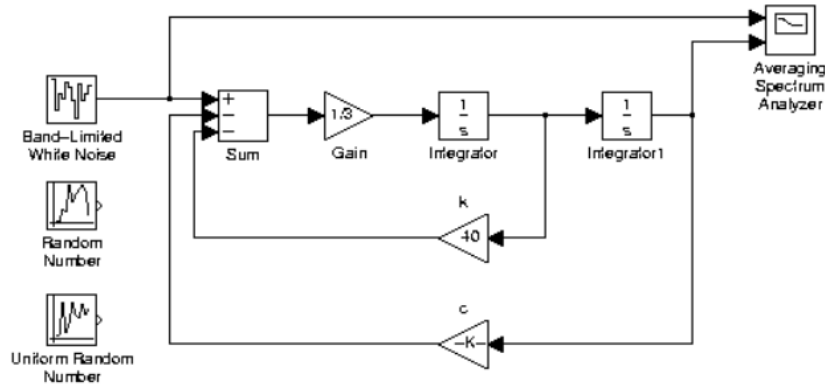 Averaging
Spectrum
Analyzer
Band-Limited
White Noise
+
−
−
Sum
1/3
Gain
1
s
Integrator
1
s
Integrator1
k
40
Random
Number
c
-K-
Uniform Random
Number